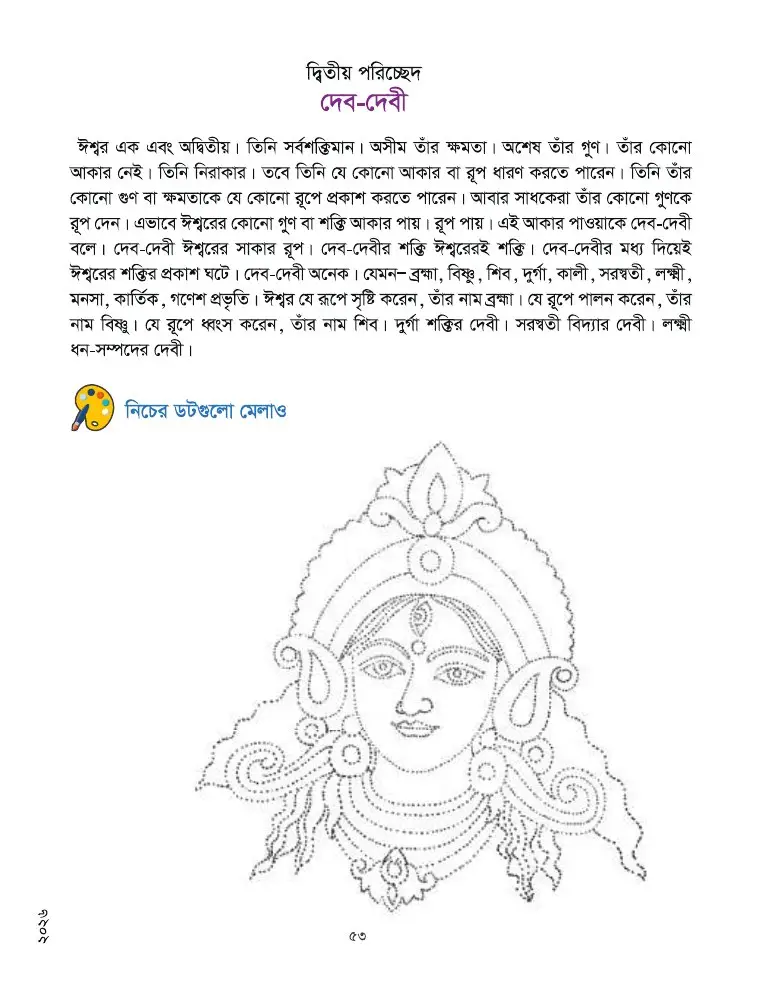 দ্বিতীয় পরিচ্ছেদ
দেব-দেবী
ঈশ্বর এক এবং অদ্বিতীয়। তিনি সর্বশক্তিমান। অসীম তাঁর ক্ষমতা। অশেষ তাঁর গুণ। তাঁর কোনো
আকার নেই। তিনি নিরাকার। তবে তিনি যে কোনো আকার বা রূপ ধারণ করতে পারেন। তিনি তাঁর
কোনো গুণ বা ক্ষমতাকে যে কোনো রূপে প্রকাশ করতে পারেন। আবার সাধকেরা তাঁর কোনো গুণকে
রূপ দেন। এভাবে ঈশ্বরের কোনো গুণ বা শক্তি আকার পায়। রূপ পায়। এই আকার পাওয়াকে দেব-দেবী
বলে। দেব-দেবী ঈশ্বরের সাকার রূপ। দেব-দেবীর শক্তি ঈশ্বরেরই শক্তি। দেব-দেবীর মধ্য দিয়েই
ঈশ্বরের শক্তির প্রকাশ ঘটে। দেব-দেবী অনেক। যেমন– ব্রহ্মা, বিষ্ণু, শিব, দুর্গা, কালী, সরস্বতী, লক্ষ্মী,
মনসা, কার্তিক, গণেশ প্রভৃতি। ঈশ্বর যে রূপে সৃষ্টি করেন, তাঁর নাম ব্রহ্মা। যে রূপে পালন করেন, তাঁর
নাম বিষ্ণু। যে রূপে ধ্বংস করেন, তাঁর নাম শিব। দুর্গা শক্তির দেবী। সরস্বতী বিদ্যার দেবী। লক্ষ্মী
ধন-সম্পদের দেবী।
নিচের ডটগুলো মেলাও
২০২৬
৫৩